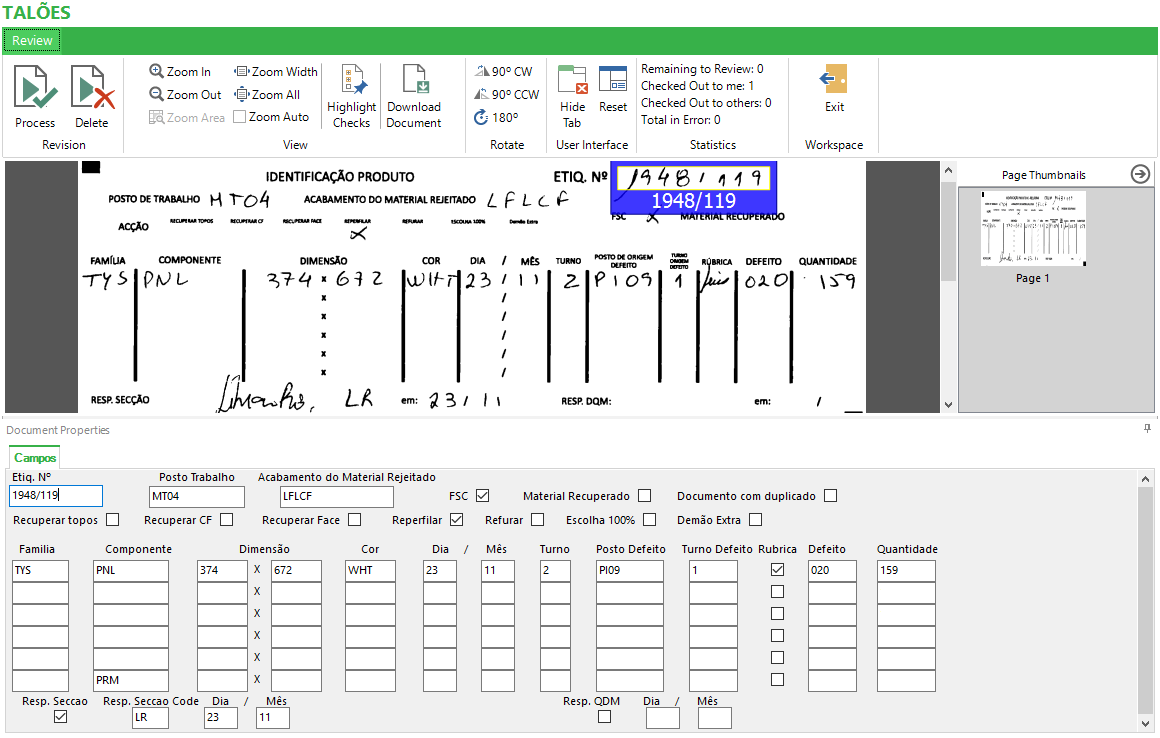 TALÕES
Review
Process
Delete
Revision
Zoom In
Zoom Out
Zoom Area
Zoom Width
Zoom All
Zoom Auto
View
Highlight Checks
Download Document
90º CW
90º CCW
180º
Rotate
Hide Tab
Reset
User Interface
Remaining to Review: 0
Checked Out to me: 1
Checked Out to others: 0
Total in Error: 0
Statistics
Exit
Workspace
IDENTIFICAÇÃO PRODUTO ETIQ. Nº 1948/119
1948/119
POSTO DE TRABALHO MT04 ACABAMENTO DO MATERIAL REJEITADO LFLCF
FSC X MATERIAL RECUPERADO
ACÇÃO RECUPERAR TOPOS RECUPERAR CF RECUPERAR FACE REPERFILAR REFURAR ESCOLHA 100% Demão Extra
X
FAMÍLIA COMPONENTE DIMENSÃO COR DIA / MÊS TURNO POSTO DE ORIGEM DEFEITO TURNO ORIGEM DEFEITO RÚBRICA DEFEITO QUANTIDADE
TYS PNL 374 x 672 WHT 23 / 11 2 PI09 1 020 159
x /
x /
x /
x /
x /
RESP. SECÇÃO LR em: 23 / 11 RESP. DQM: em: /
Page Thumbnails
Page 1
Document Properties
Campos
Etiq. Nº Posto Trabalho Acabamento do Material Rejeitado
1948/119 MT04 LFLCF FSC Material Recuperado Documento com duplicado
Recuperar topos Recuperar CF Recuperar Face Reperfilar Refurar Escolha 100% Demão Extra
Familia Componente Dimensão Cor Dia / Mês Turno Posto Defeito Turno Defeito Rubrica Defeito Quantidade
TYS PNL 374 X 672 WHT 23 11 2 PI09 1 020 159
X
X
X
X
PRM X
Resp. Seccao Resp. Seccao Code Dia / Mês Resp. QDM Dia / Mês
LR 23 11